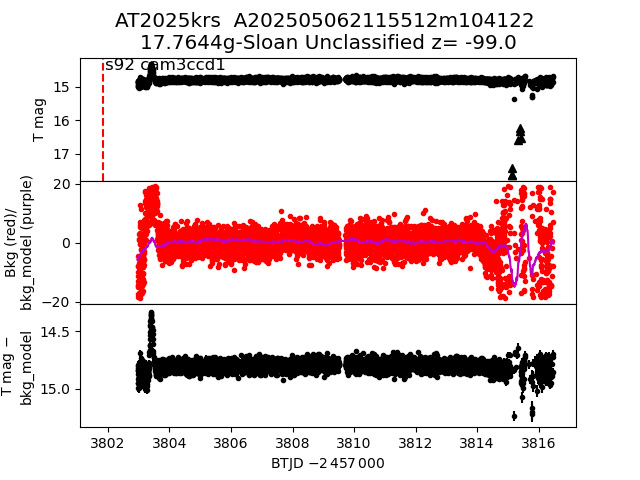 AT2025krs  A202505062115512m104122
17.7644g-Sloan Unclassified z= -99.0
s92 cam3ccd1
15
16
17
T mag
20
0
−20
Bkg (red)/
bkg_model (purple)
14.5
15.0
T mag −
bkg_model
3802
3804
3806
3808
3810
3812
3814
3816
BTJD −2 457 000